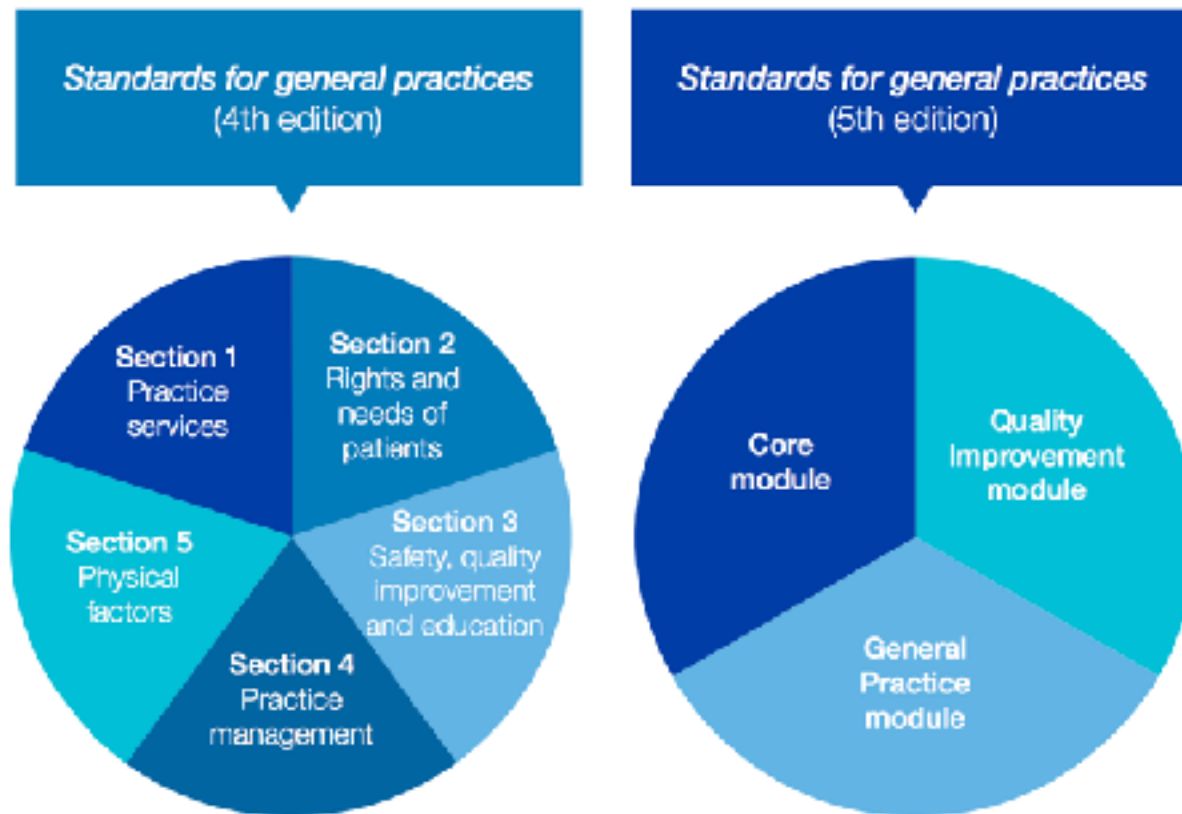 Standards for general practices
(4th edition)
Standards for general practices
(5th edition)
Section 1
Practice
services
Section 2
Rights and
needs of
patients
Section 3
Safety, quality
improvement
and education
Section 4
Practice
management
Section 5
Physical
factors
Core
module
Quality
Improvement
module
General
Practice
module